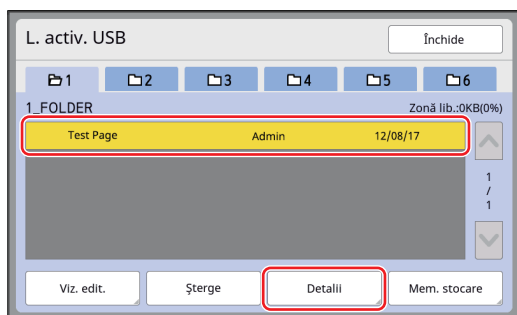 L. activ. USB
Închide
1 2 3 4 5 6
1_FOLDER Zonă lib.:0KB(0%)
Test Page Admin 12/08/17
1
/
1
Viz. edit. Șterge Detalii Mem. stocare